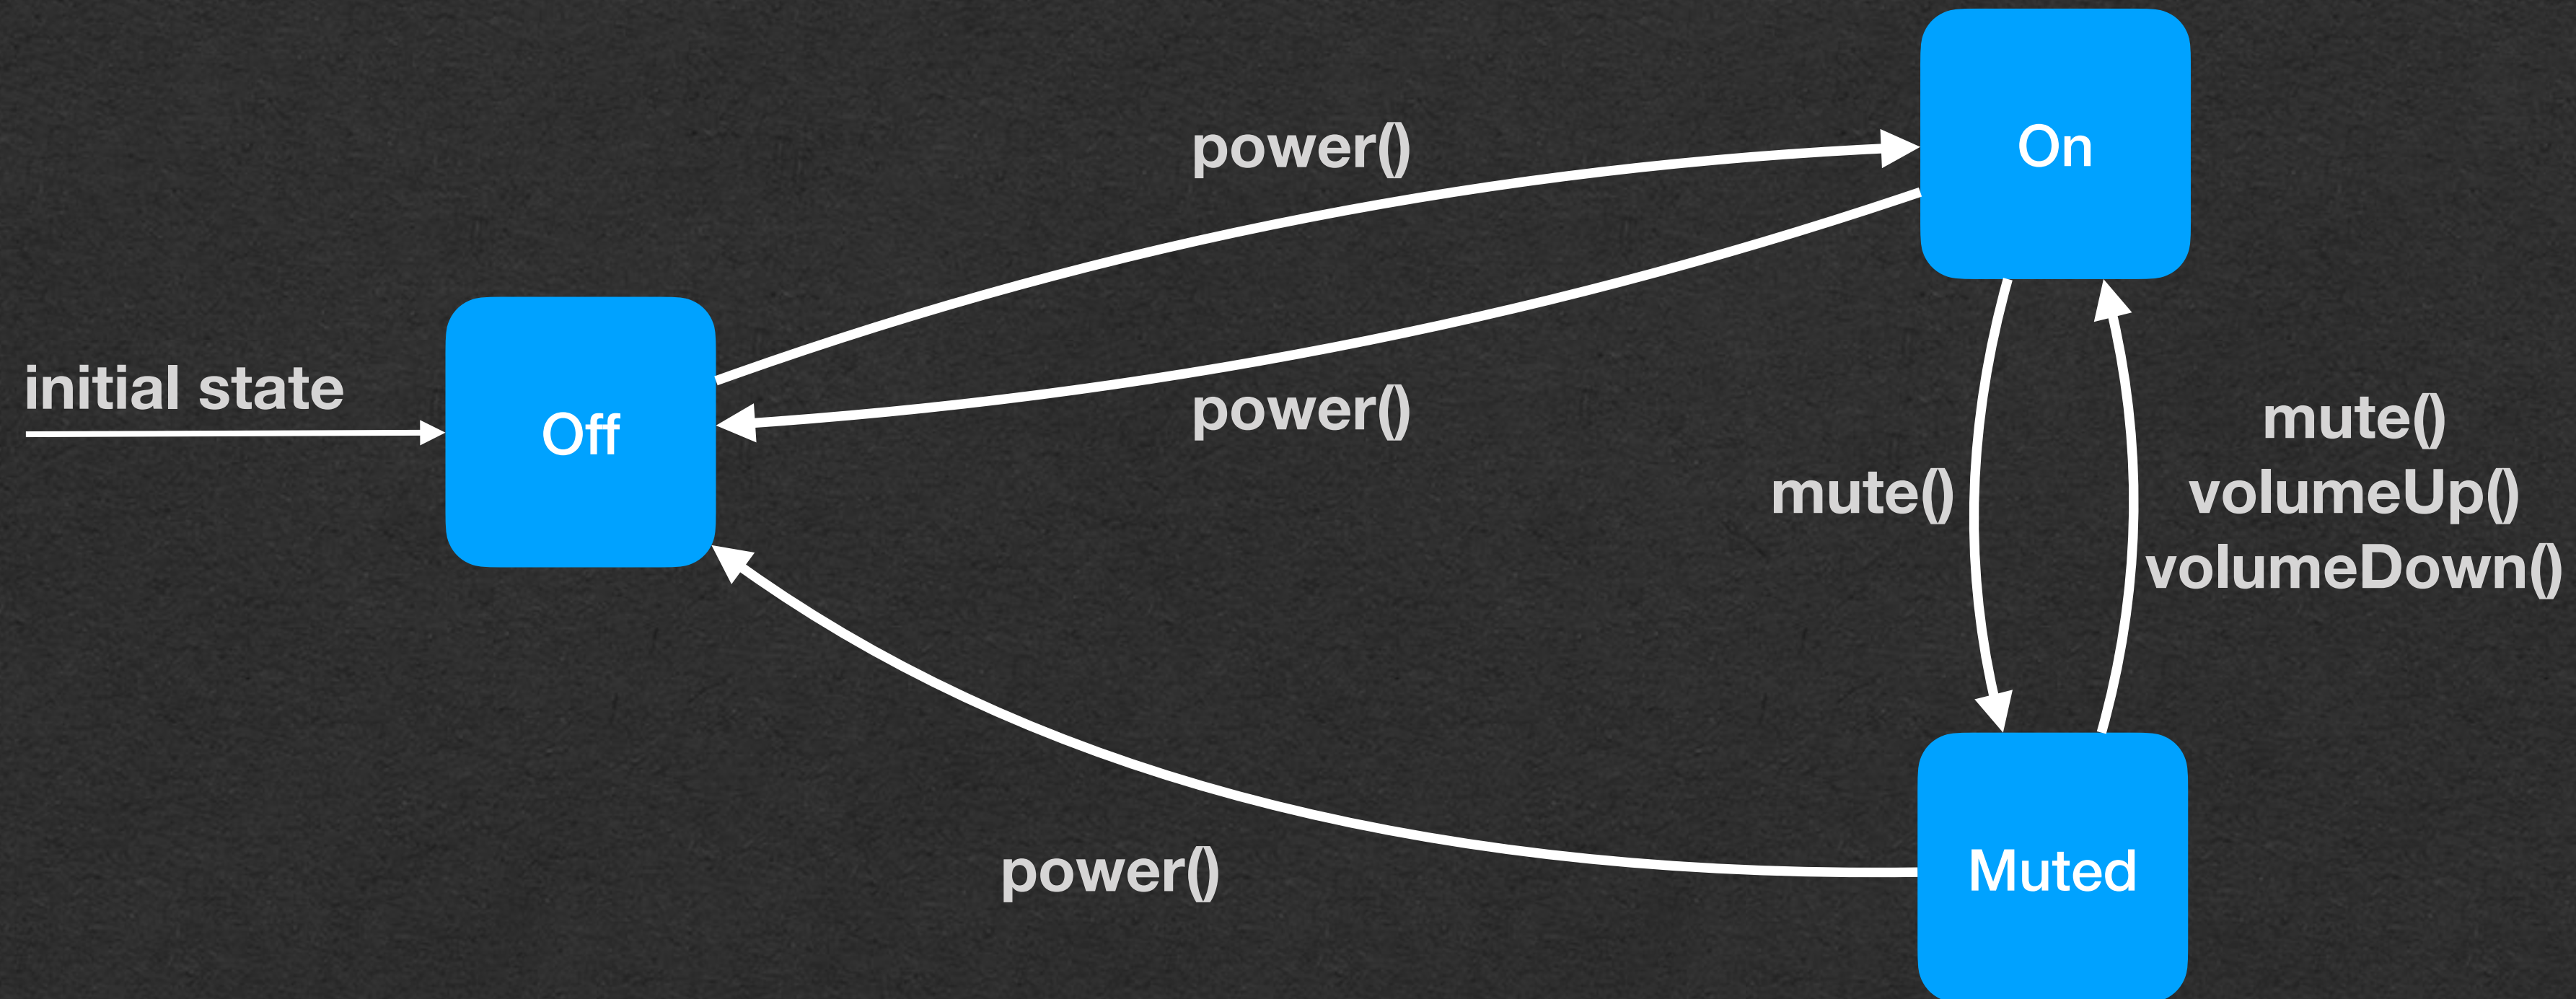 On
power()
initial state
Off
power()
mute()
mute()
volumeUp()
volumeDown()
power()
Muted